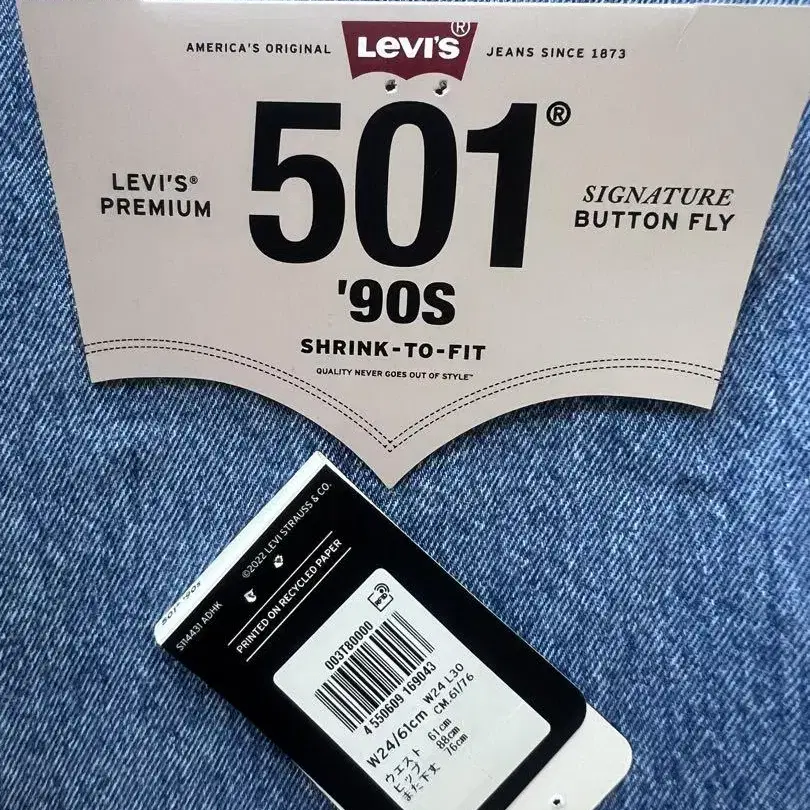 AMERICA'S ORIGINAL
LEVI'S®
JEANS SINCE 1873
501®
LEVI'S®
PREMIUM
SIGNATURE
BUTTON FLY
'90S
SHRINK-TO-FIT
QUALITY NEVER GOES OUT OF STYLE™
©2022 LEVI STRAUSS & CO.
501® '90S
S114431 ADHK
PRINTED ON RECYCLED PAPER
003T80000
4 550609 169043
W24 L30
W24/61cm CM.61/76
ウエスト 61cm
ヒップ 88cm
また下丈 76cm